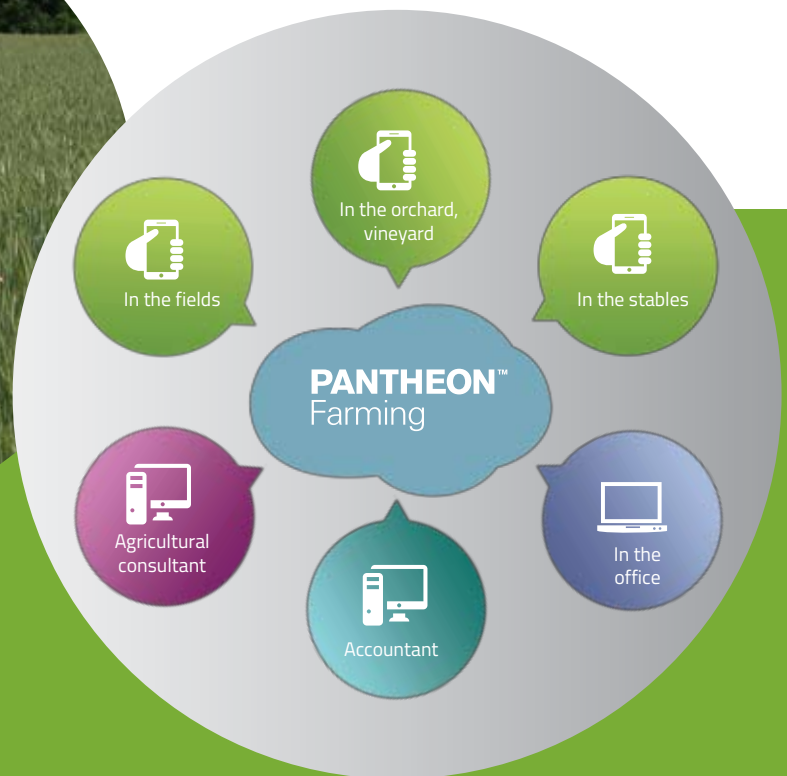 In the orchard,
vineyard
In the fields
In the stables
PANTHEON™
Farming
Agricultural
consultant
In the
office
Accountant